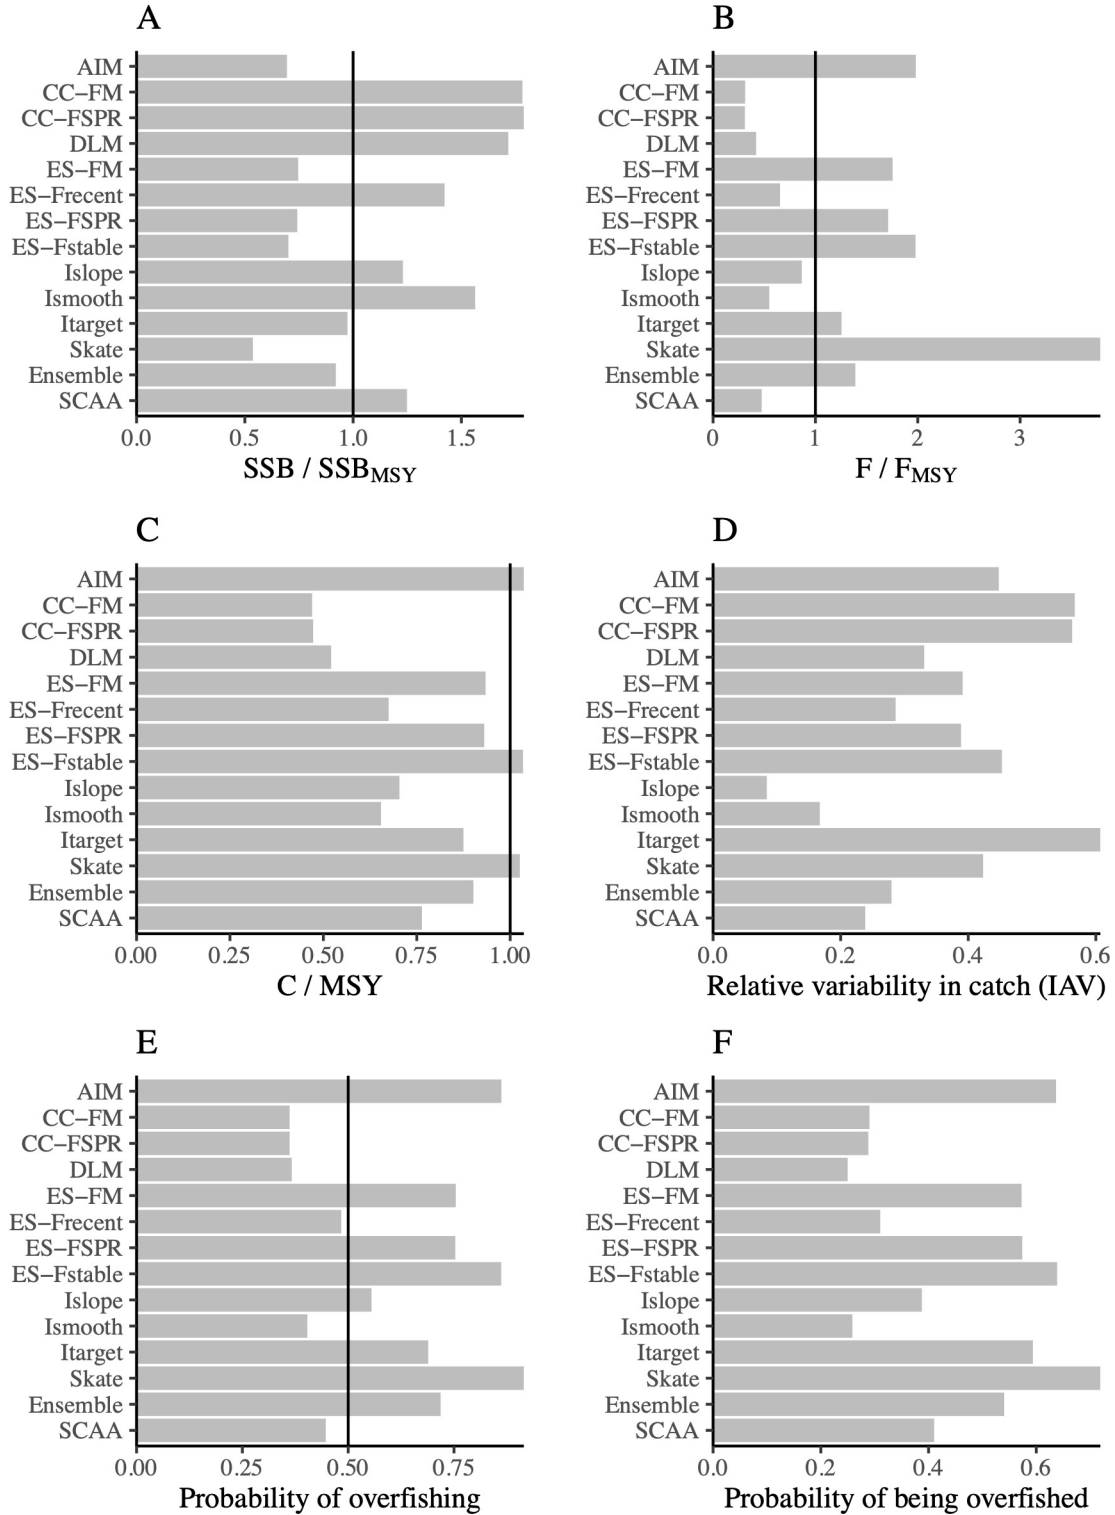 A
AIM
CC−FM
CC−FSPR
DLM
ES−FM
ES−Frecent
ES−FSPR
ES−Fstable
Islope
Ismooth
Itarget
Skate
Ensemble
SCAA
0.0 0.5 1.0 1.5
SSB / SSBMSY
B
AIM
CC−FM
CC−FSPR
DLM
ES−FM
ES−Frecent
ES−FSPR
ES−Fstable
Islope
Ismooth
Itarget
Skate
Ensemble
SCAA
0 1 2 3
F / FMSY
C
AIM
CC−FM
CC−FSPR
DLM
ES−FM
ES−Frecent
ES−FSPR
ES−Fstable
Islope
Ismooth
Itarget
Skate
Ensemble
SCAA
0.00 0.25 0.50 0.75 1.00
C / MSY
D
AIM
CC−FM
CC−FSPR
DLM
ES−FM
ES−Frecent
ES−FSPR
ES−Fstable
Islope
Ismooth
Itarget
Skate
Ensemble
SCAA
0.0 0.2 0.4 0.6
Relative variability in catch (IAV)
E
AIM
CC−FM
CC−FSPR
DLM
ES−FM
ES−Frecent
ES−FSPR
ES−Fstable
Islope
Ismooth
Itarget
Skate
Ensemble
SCAA
0.00 0.25 0.50 0.75
Probability of overfishing
F
AIM
CC−FM
CC−FSPR
DLM
ES−FM
ES−Frecent
ES−FSPR
ES−Fstable
Islope
Ismooth
Itarget
Skate
Ensemble
SCAA
0.0 0.2 0.4 0.6
Probability of being overfished